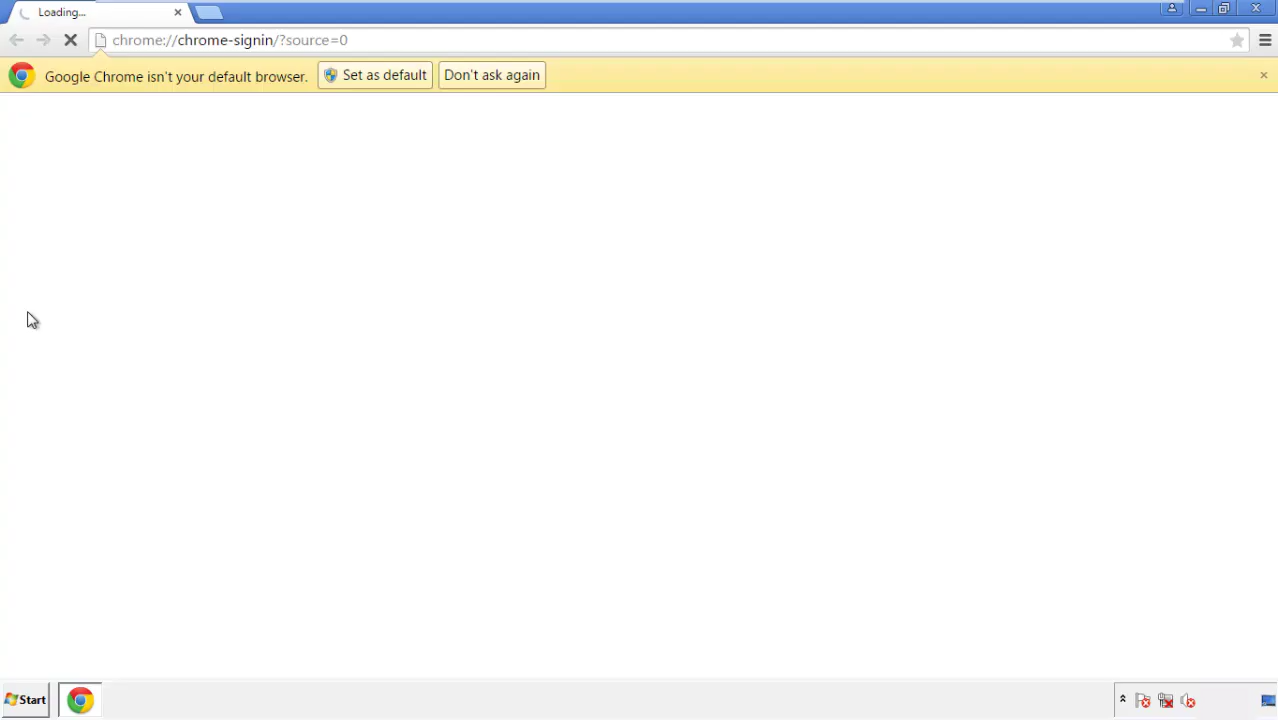 Loading...
chrome://chrome-signin/?source=0
Google Chrome isn't your default browser. Set as default Don't ask again
Start